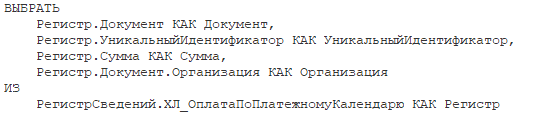 ВЫБРАТЬ
    Регистр.Документ КАК Документ,
    Регистр.УникальныйИдентификатор КАК УникальныйИдентификатор,
    Регистр.Сумма КАК Сумма,
    Регистр.Документ.Организация КАК Организация
ИЗ
    РегистрСведений.ХЛ_ОплатаПоПлатежномуКалендарю КАК Регистр